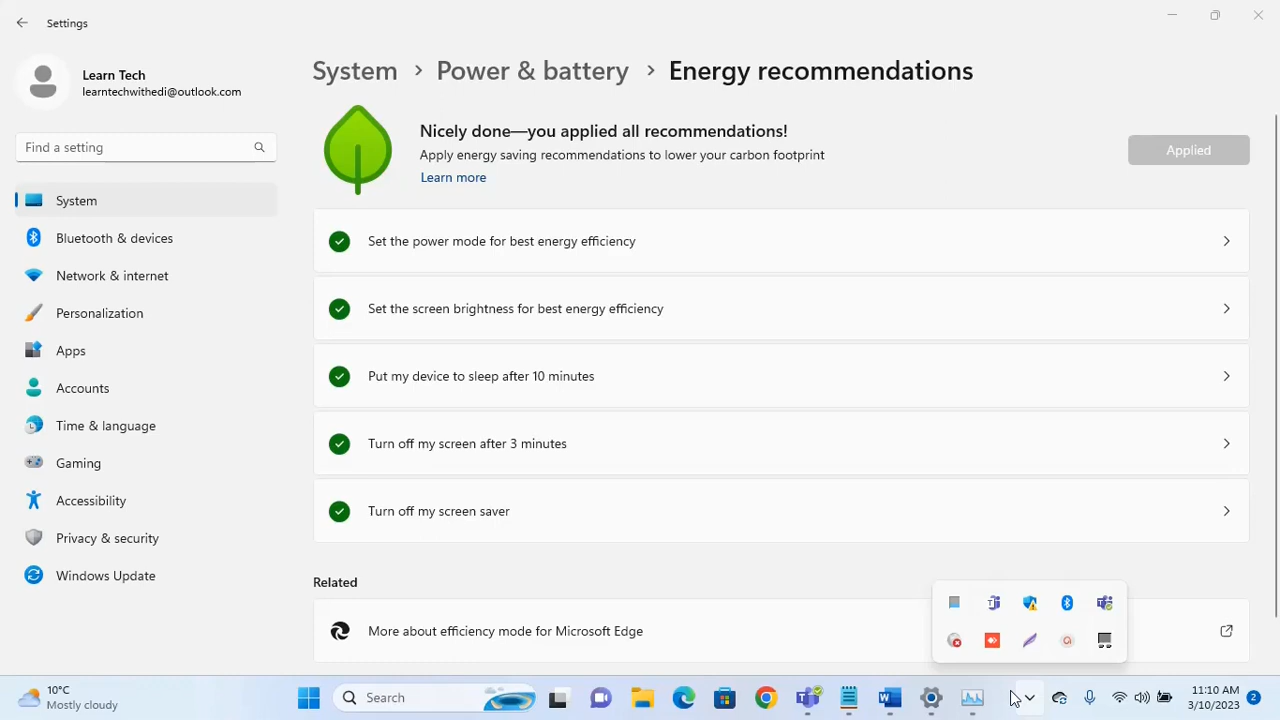 Settings
Learn Tech
learntechwithedi@outlook.com
Find a setting
System
Bluetooth & devices
Network & internet
Personalization
Apps
Accounts
Time & language
Gaming
Accessibility
Privacy & security
Windows Update
System > Power & battery > Energy recommendations
Nicely done—you applied all recommendations!
Apply energy saving recommendations to lower your carbon footprint
Learn more
Applied
Set the power mode for best energy efficiency
Set the screen brightness for best energy efficiency
Put my device to sleep after 10 minutes
Turn off my screen after 3 minutes
Turn off my screen saver
Related
More about efficiency mode for Microsoft Edge
10°C
Mostly cloudy
Search
11:10 AM
3/10/2023
2